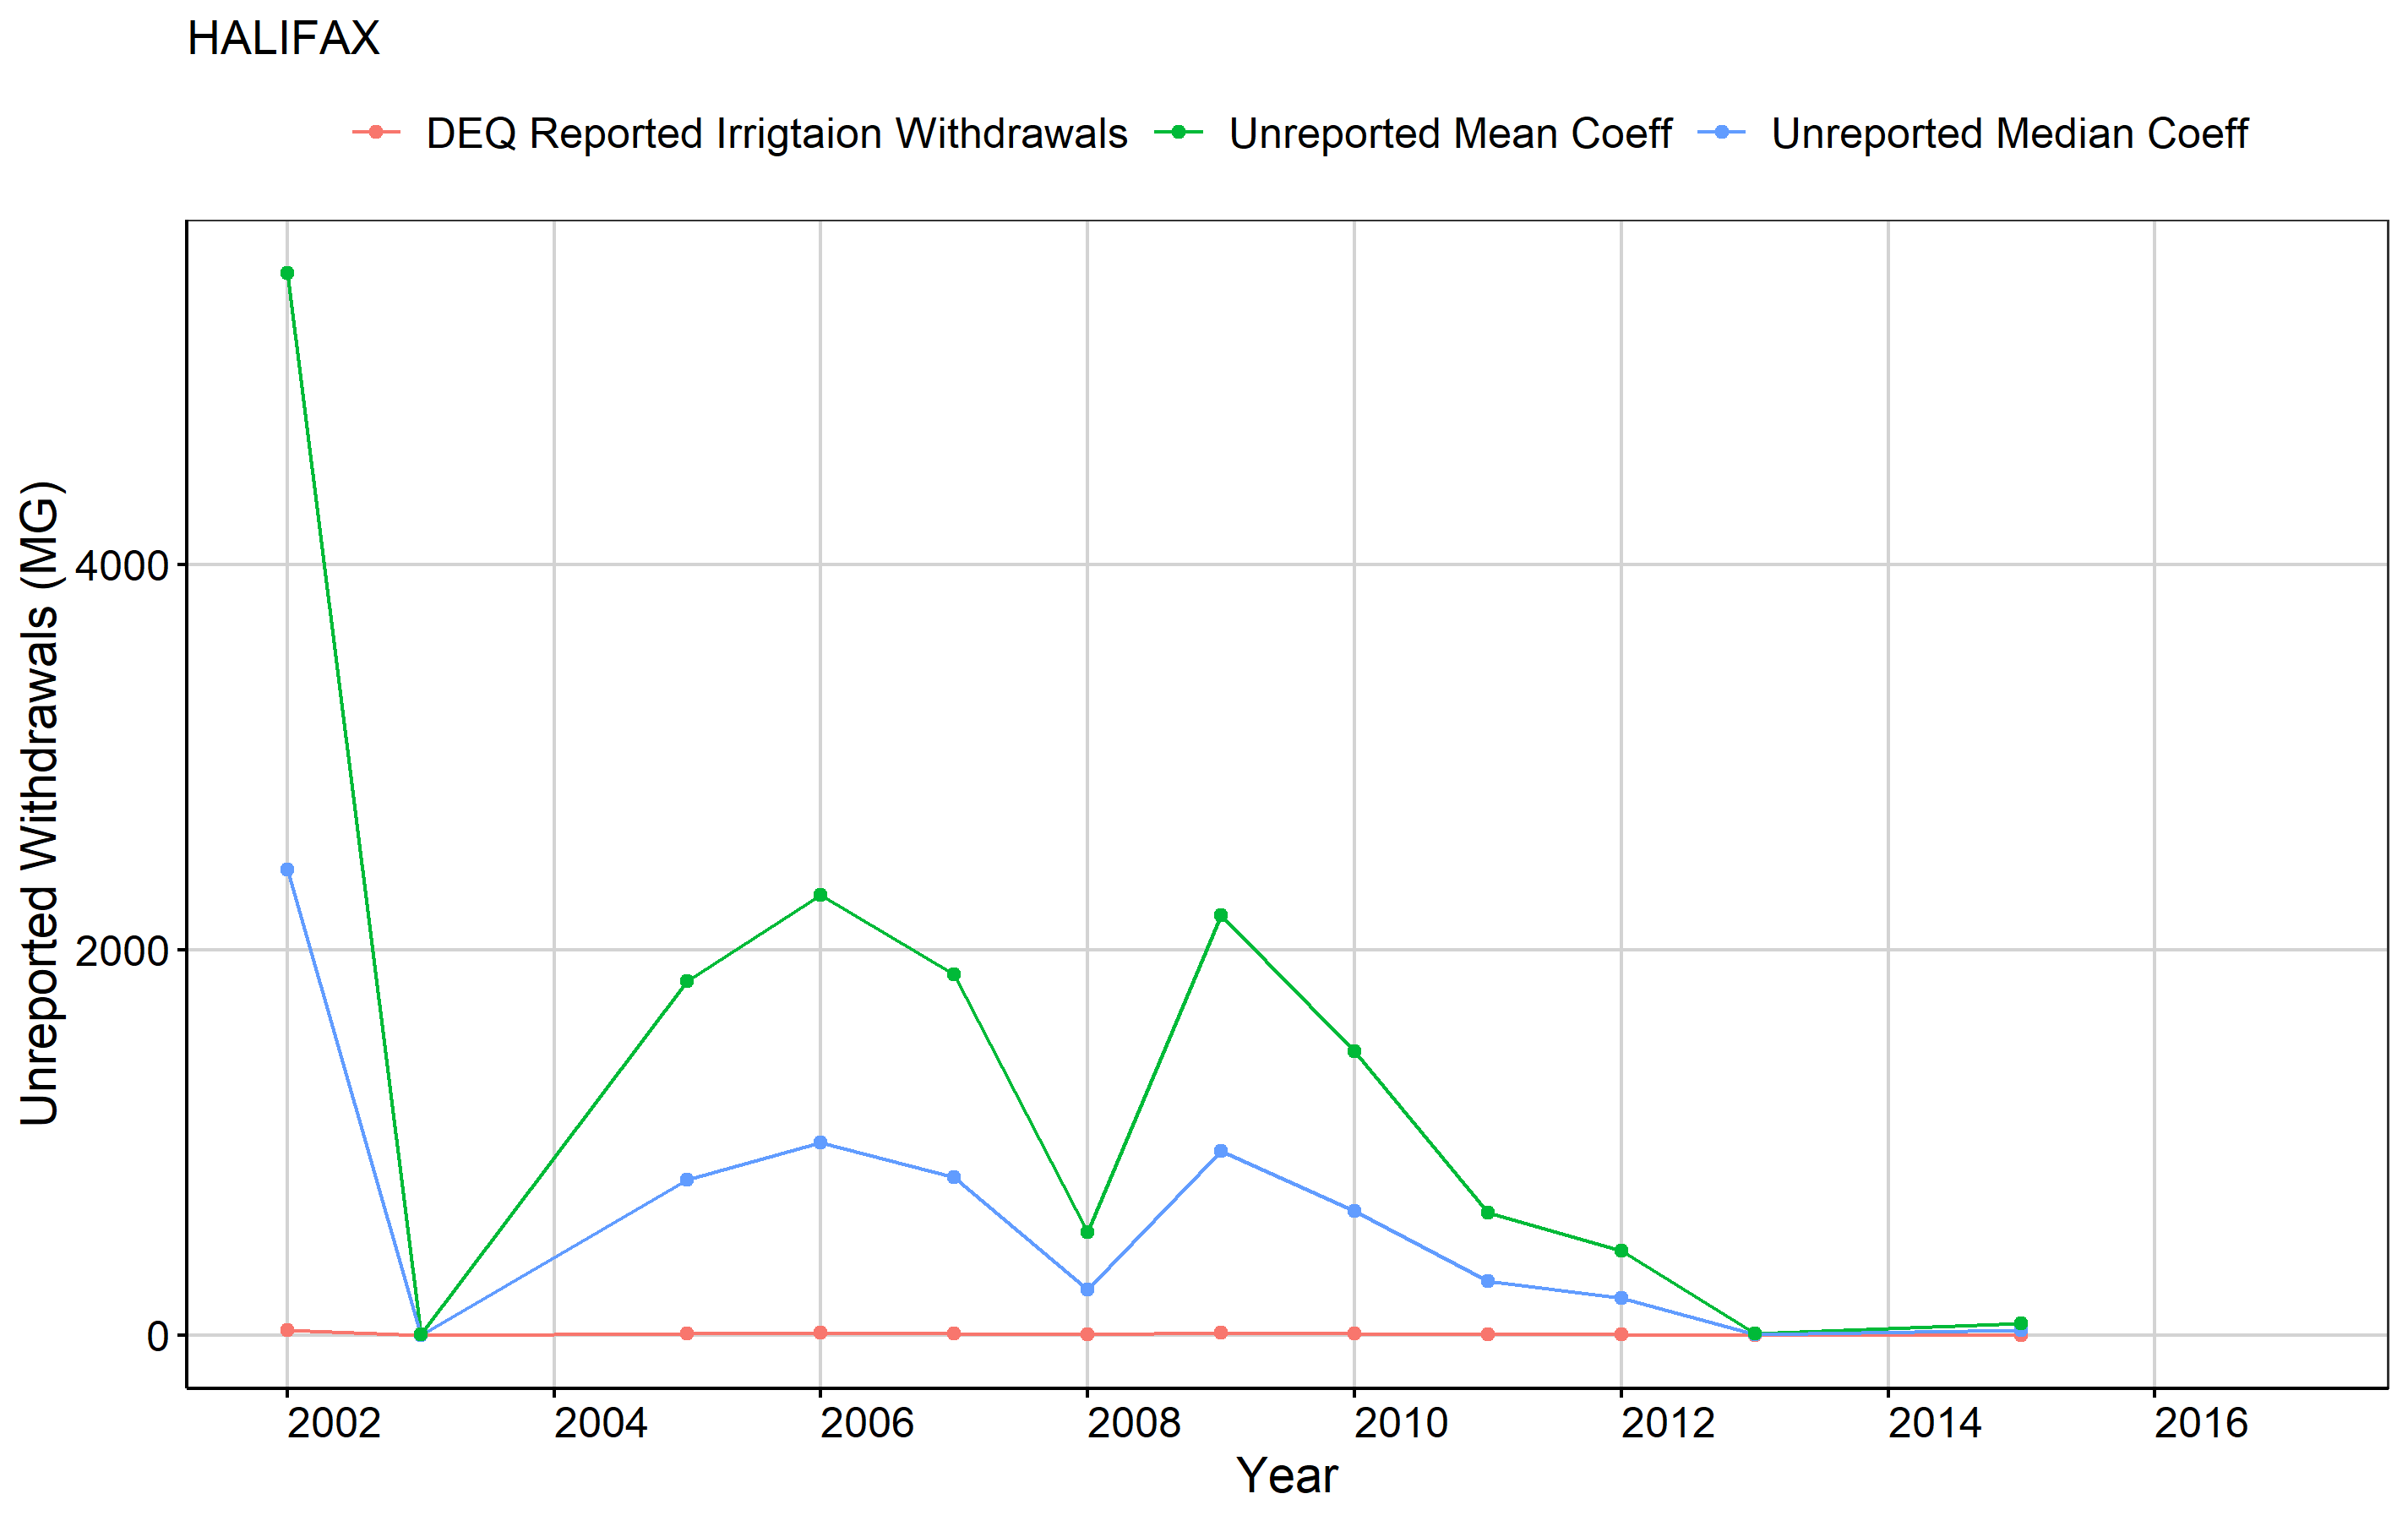 HALIFAX
DEQ Reported Irrigtaion Withdrawals Unreported Mean Coeff Unreported Median Coeff
Unreported Withdrawals (MG)
4000
2000
0
2002 2004 2006 2008 2010 2012 2014 2016
Year